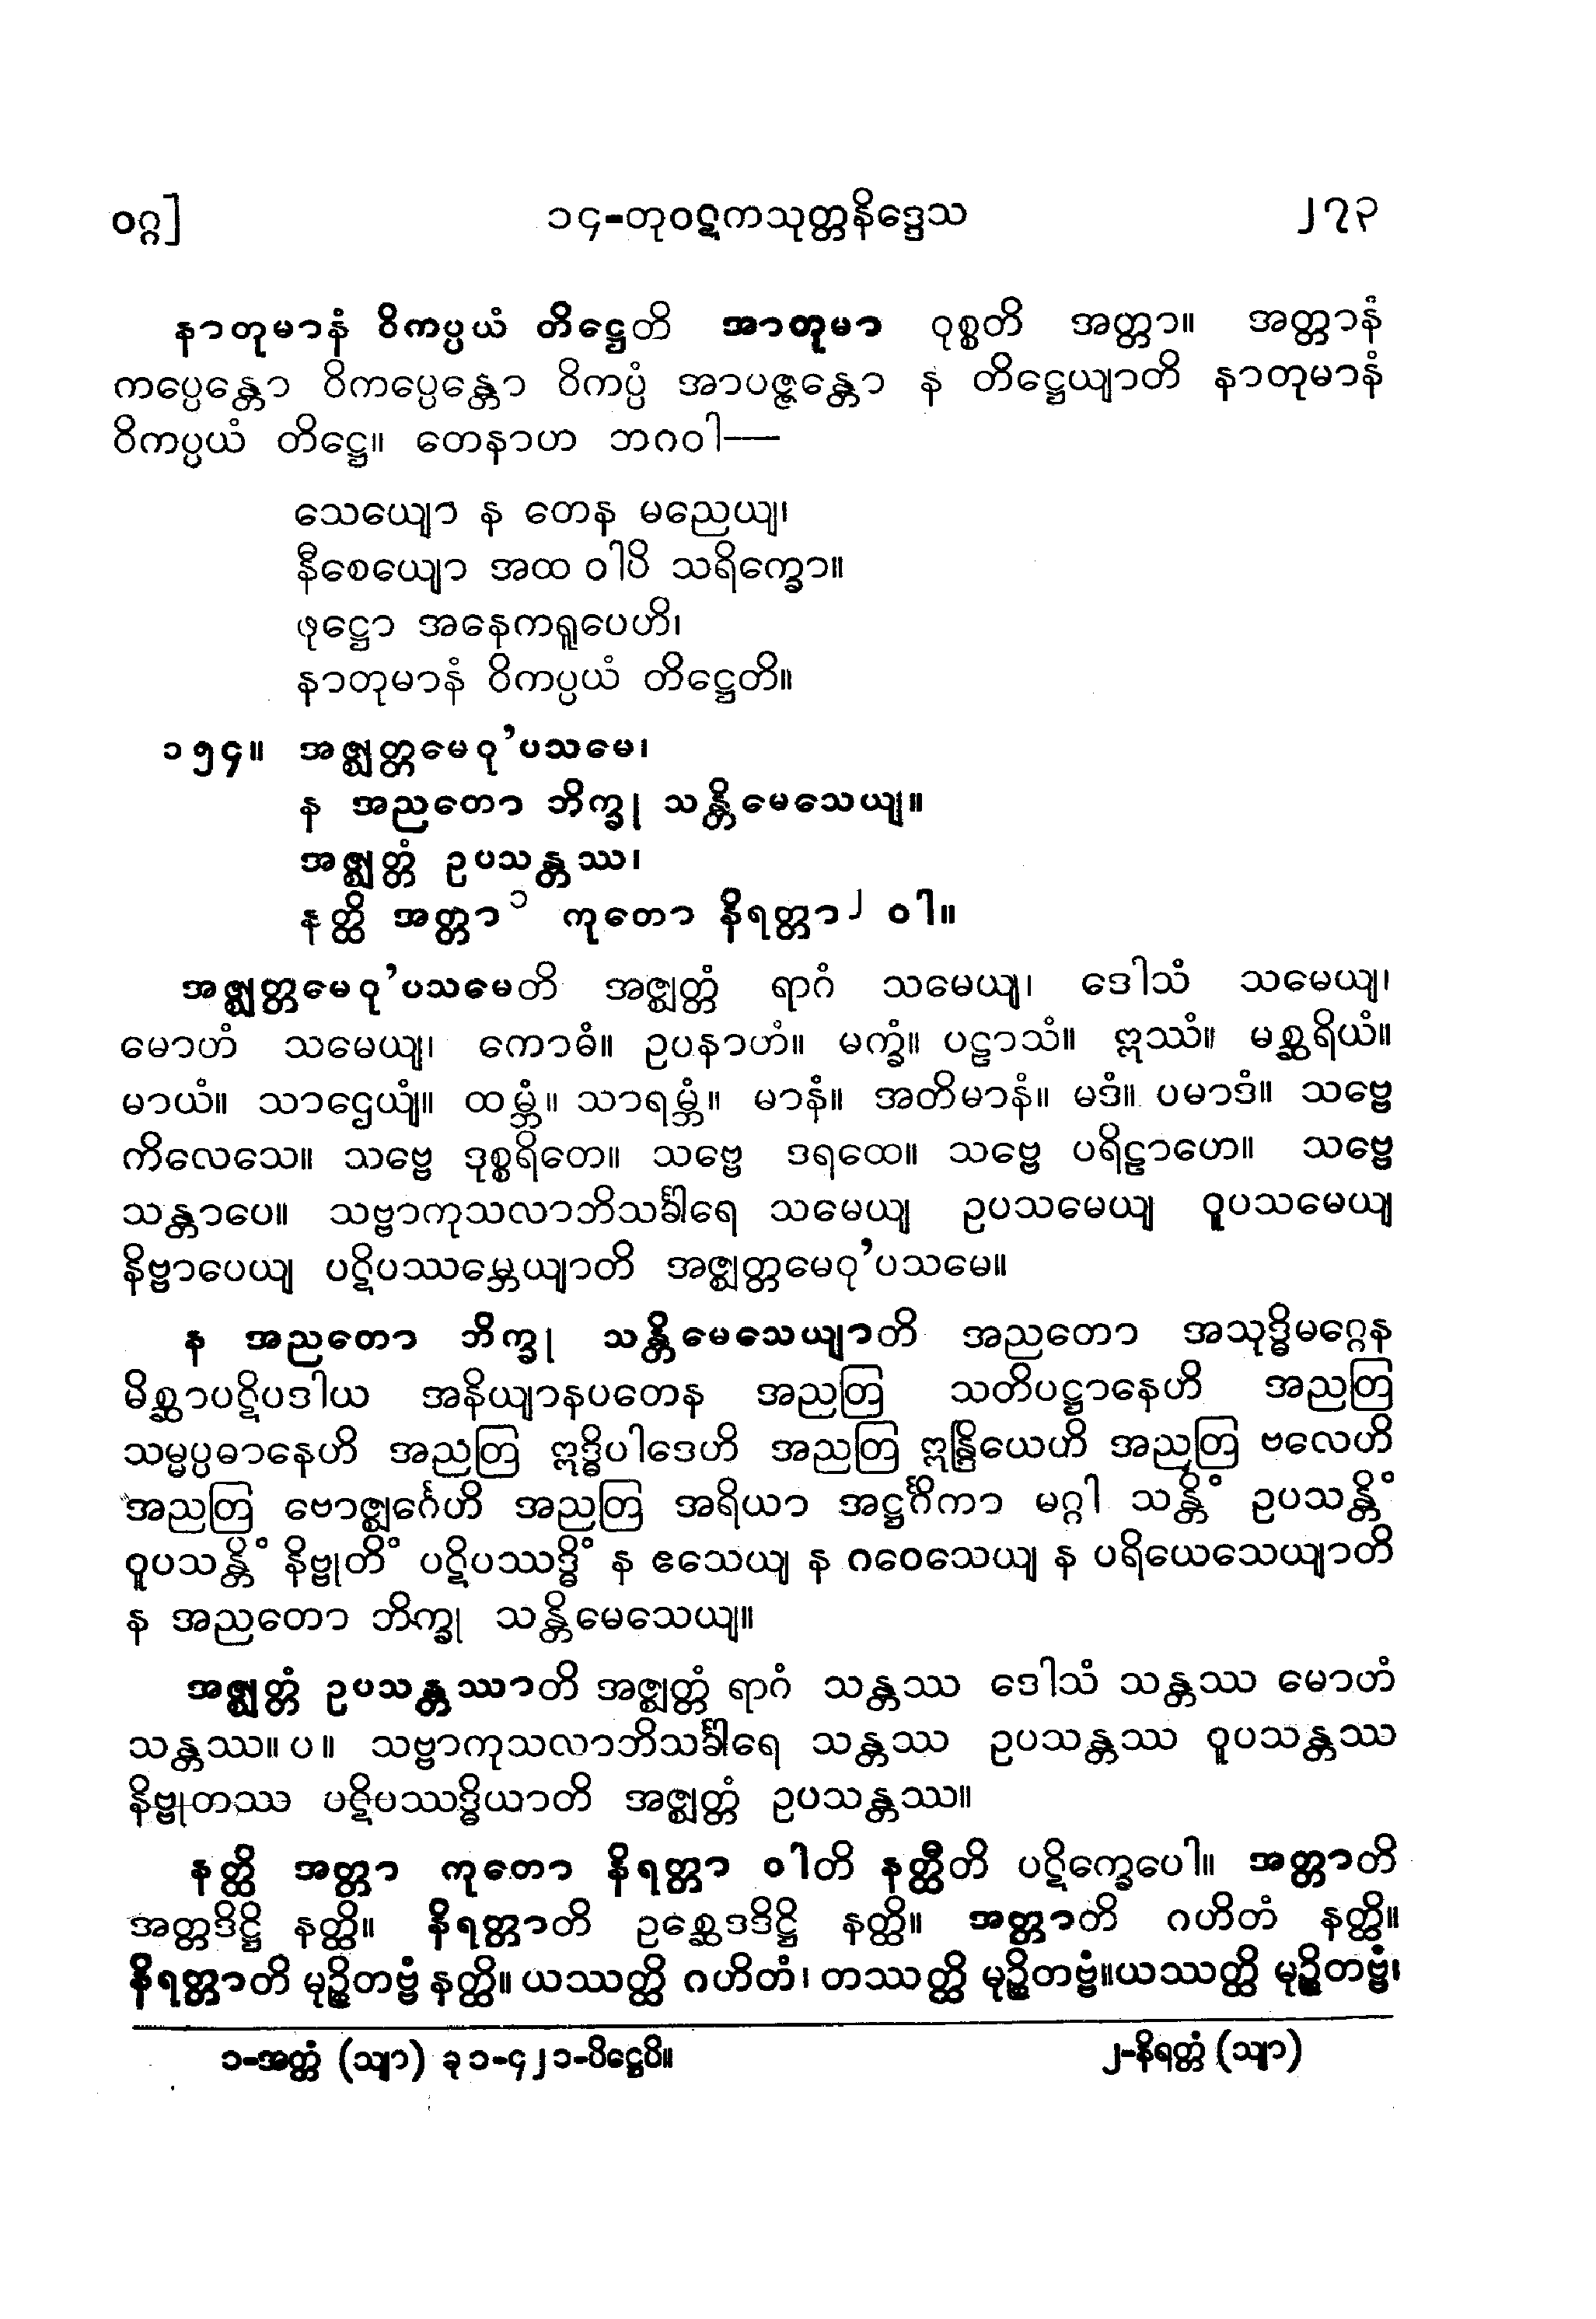 ဝဂ္ဂ] ၁၄-တုဝဋကသုတ္တနိဒ္ဒေသ ၂၇၃
နာတုမာနံ ဝိကပ္ပယံ တိဋ္ဌေတိ အာတုမာ ဝုစ္စတိ အတ္တာ။ အတ္တာနံ
ကပ္ပေန္တော ဝိကပ္ပေန္တော ဝိကပ္ပံ အာပဇ္ဇန္တော န တိဋ္ဌေယျာတိ နာတုမာနံ
ဝိကပ္ပယံ တိဋ္ဌေ။ တေနာဟ ဘဂဝါ—
သေယျော န တေန မညေယျ၊
နီစေယျော အထ ဝါပိ သရိက္ခော။
ဖုဋ္ဌော အနေကရူပေဟိ၊
နာတုမာနံ ဝိကပ္ပယံ တိဋ္ဌေတိ။
၁၅၄။ အဇ္ဈတ္တမေဝု’ပသမေ၊
န အညတော ဘိက္ခု သန္တိမေသေယျ။
အဇ္ဈတ္တံ ဥပသန္တဿ၊
နတ္ထိ အတ္တာ၁ ကုတော နိရတ္တာ၂ ဝါ။
အဇ္ဈတ္တမေဝု’ပသမေတိ အဇ္ဈတ္တံ ရာဂံ သမေယျ၊ ဒေါသံ သမေယျ၊
မောဟံ သမေယျ၊ ကောဓံ။ ဥပနာဟံ။ မက္ခံ။ ပဠာသံ။ ဣဿံ။ မစ္ဆရိယံ။
မာယံ။ သာဌေယျံ။ ထမ္ဘံ။ သာရမ္ဘံ။ မာနံ။ အတိမာနံ။ မဒံ။ ပမာဒံ။ သဗ္ဗေ
ကိလေသေ။ သဗ္ဗေ ဒုစ္စရိတေ။ သဗ္ဗေ ဒရထေ။ သဗ္ဗေ ပရိဠာဟေ။ သဗ္ဗေ
သန္တာပေ။ သဗ္ဗာကုသလာဘိသင်္ခါရေ သမေယျ ဥပသမေယျ ဝူပသမေယျ
နိဗ္ဗာပေယျ ပဋိပဿမ္ဘေယျာတိ အဇ္ဈတ္တမေဝု’ပသမေ။
န အညတော ဘိက္ခု သန္တိမေသေယျာတိ အညတော အသုဒ္ဓိမဂ္ဂေန
မိစ္ဆာပဋိပဒါယ အနိယျာနပတေန အညတြ သတိပဋ္ဌာနေဟိ အညတြ
သမ္မပ္ပဓာနေဟိ အညတြ ဣဒ္ဓိပါဒေဟိ အညတြ ဣန္ဒြိယေဟိ အညတြ ဗလေဟိ
အညတြ ဗောဇ္ဈင်္ဂေဟိ အညတြ အရိယာ အဋ္ဌင်္ဂိကာ မဂ္ဂါ သန္တိံ ဥပသန္တိံ
ဝူပသန္တိံ နိဗ္ဗုတိံ ပဋိပဿဒ္ဓိံ န ဧသေယျ န ဂဝေသေယျ န ပရိယေသေယျာတိ
န အညတော ဘိက္ခု သန္တိမေသေယျ။
အဇ္ဈတ္တံ ဥပသန္တဿာတိ အဇ္ဈတ္တံ ရာဂံ သန္တဿ ဒေါသံ သန္တဿ မောဟံ
သန္တဿ။ ပ ။ သဗ္ဗာကုသလာဘိသင်္ခါရေ သန္တဿ ဥပသန္တဿ ဝူပသန္တဿ
နိဗ္ဗုတဿ ပဋိပဿဒ္ဓိယာတိ အဇ္ဈတ္တံ ဥပသန္တဿ။
နတ္ထိ အတ္တာ ကုတော နိရတ္တာ ဝါတိ နတ္ထီတိ ပဋိက္ခေပေါ။ အတ္တာတိ
အတ္တဒိဋ္ဌိ နတ္ထိ။ နိရတ္တာတိ ဥစ္ဆေဒဒိဋ္ဌိ နတ္ထိ။ အတ္တာတိ ဂဟိတံ နတ္ထိ။
နိရတ္တာတိ မုဉ္စိတဗ္ဗံ နတ္ထိ။ ယဿတ္ထိ ဂဟိတံ၊ တဿတ္ထိ မုဉ္စိတဗ္ဗံ။ယဿတ္ထိ မုဉ္စိတဗ္ဗံ၊
၁-အတ္တံ (သျာ) ခု ၁-၄၂၁-ပိဋ္ဌေပိ။ ၂-နိရတ္တံ (သျာ)